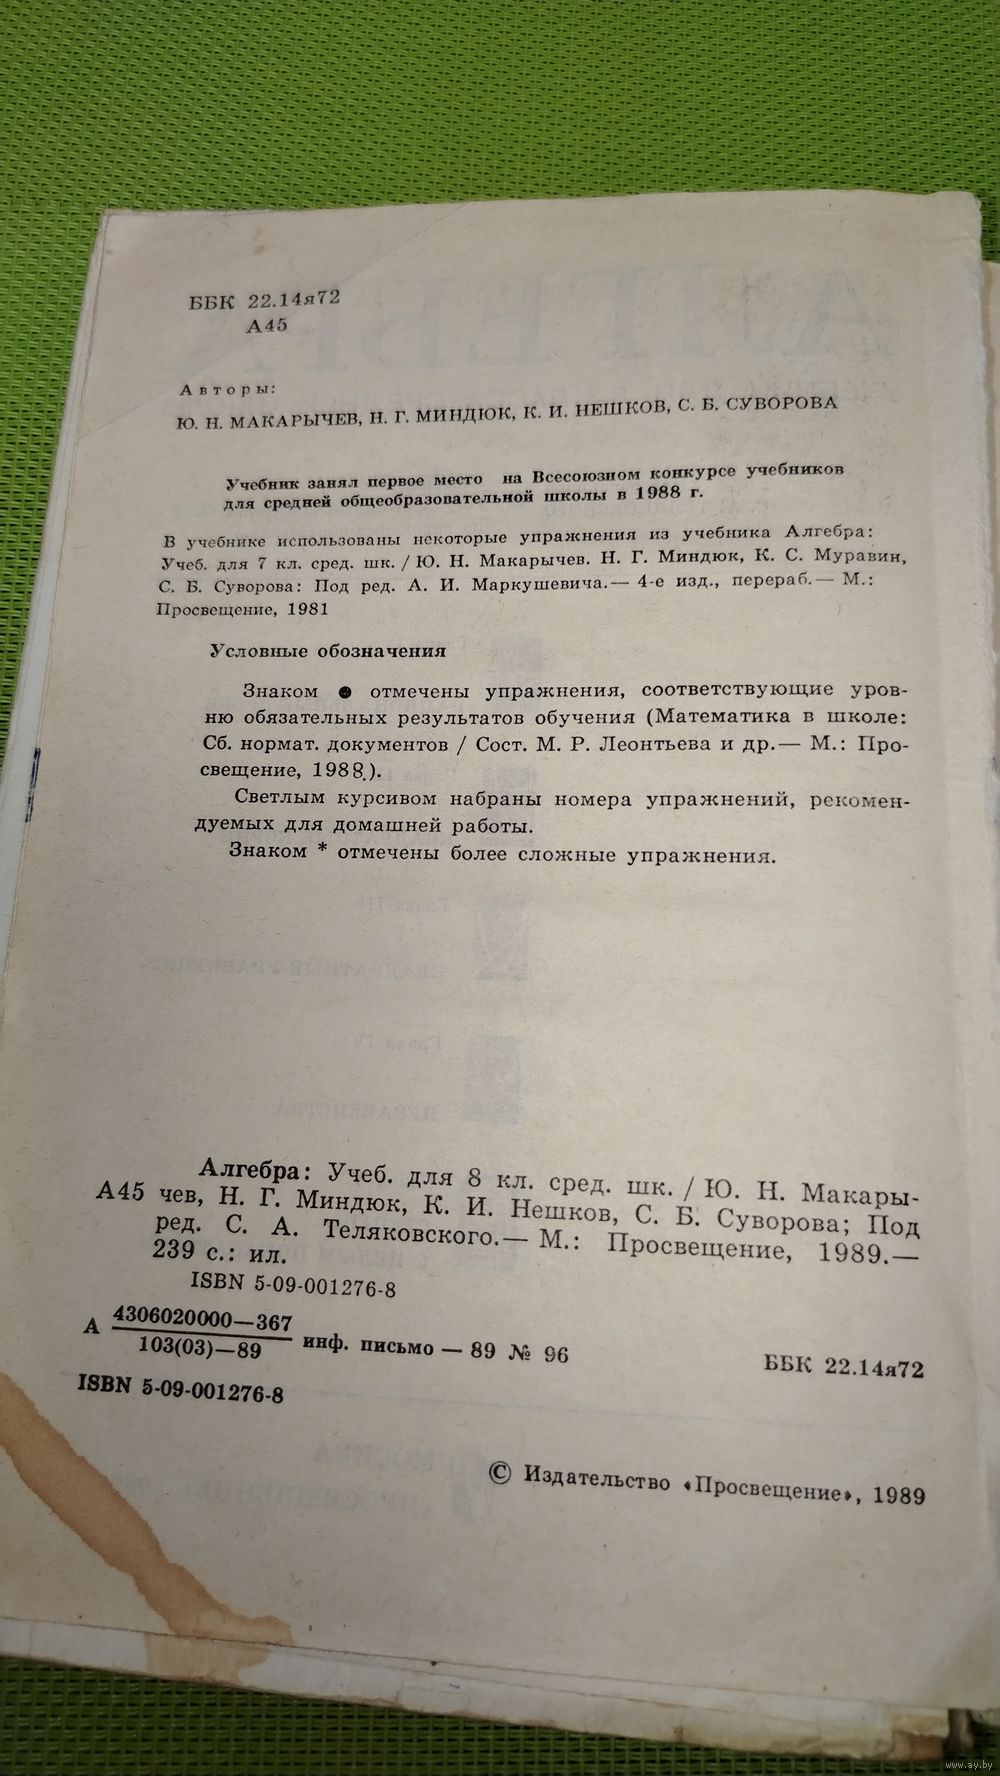 ББК 22.14я72
А45
Авторы:
Ю. Н. МАКАРЫЧЕВ, Н. Г. МИНДЮК, К. И. НЕШКОВ, С. Б. СУВОРОВА
Учебник занял первое место на Всесоюзном конкурсе учебников
для средней общеобразовательной школы в 1988 г.
В учебнике использованы некоторые упражнения из учебника Алгебра:
Учеб. для 7 кл. сред. шк. / Ю. Н. Макарычев. Н. Г. Миндюк, К. С. Муравин,
С. Б. Суворова: Под ред. А. И. Маркушевича.— 4-е изд., перераб.— М.:
Просвещение, 1981
Условные обозначения
Знаком ● отмечены упражнения, соответствующие уров-
ню обязательных результатов обучения (Математика в школе:
Сб. нормат. документов / Сост. М. Р. Леонтьева и др.— М.: Про-
свещение, 1988.).
Светлым курсивом набраны номера упражнений, рекомен-
дуемых для домашней работы.
Знаком * отмечены более сложные упражнения.
Алгебра: Учеб. для 8 кл. сред. шк. / Ю. Н. Макары-
А45 чев, Н. Г. Миндюк, К. И. Нешков, С. Б. Суворова; Под
ред. С. А. Теляковского.— М.: Просвещение, 1989.—
239 с.: ил.
ISBN 5-09-001276-8
А 4306020000—367
103(03)—89 инф. письмо — 89 № 96
ББК 22.14я72
ISBN 5-09-001276-8
© Издательство «Просвещение», 1989
www.ay.by